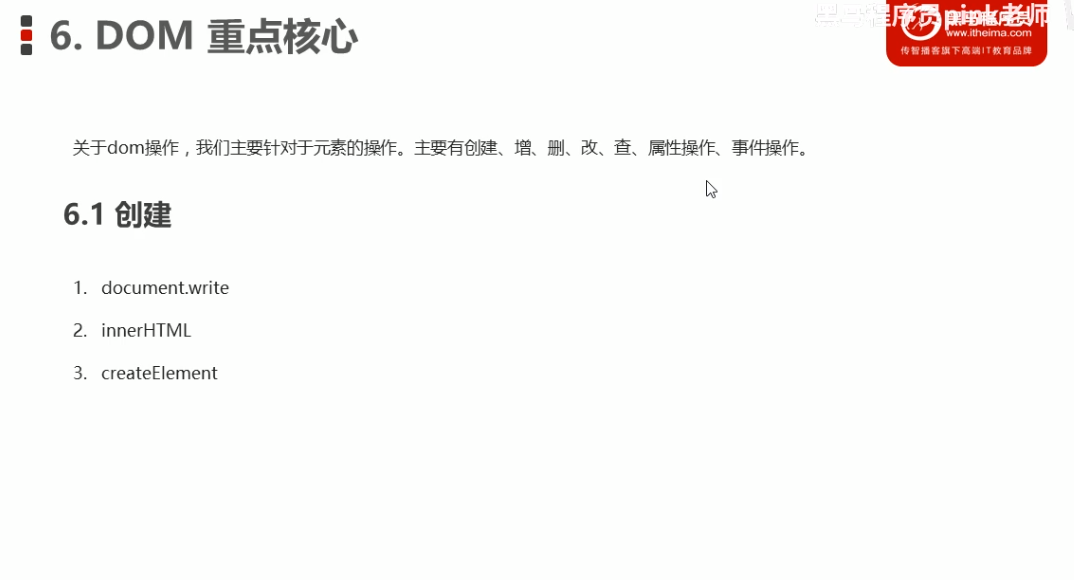 6. DOM 重点核心
黑马程序员pink老师
www.itheima.com
传智播客旗下高端IT教育品牌
关于dom操作，我们主要针对于元素的操作。主要有创建、增、删、改、查、属性操作、事件操作。
6.1 创建
1. document.write
2. innerHTML
3. createElement